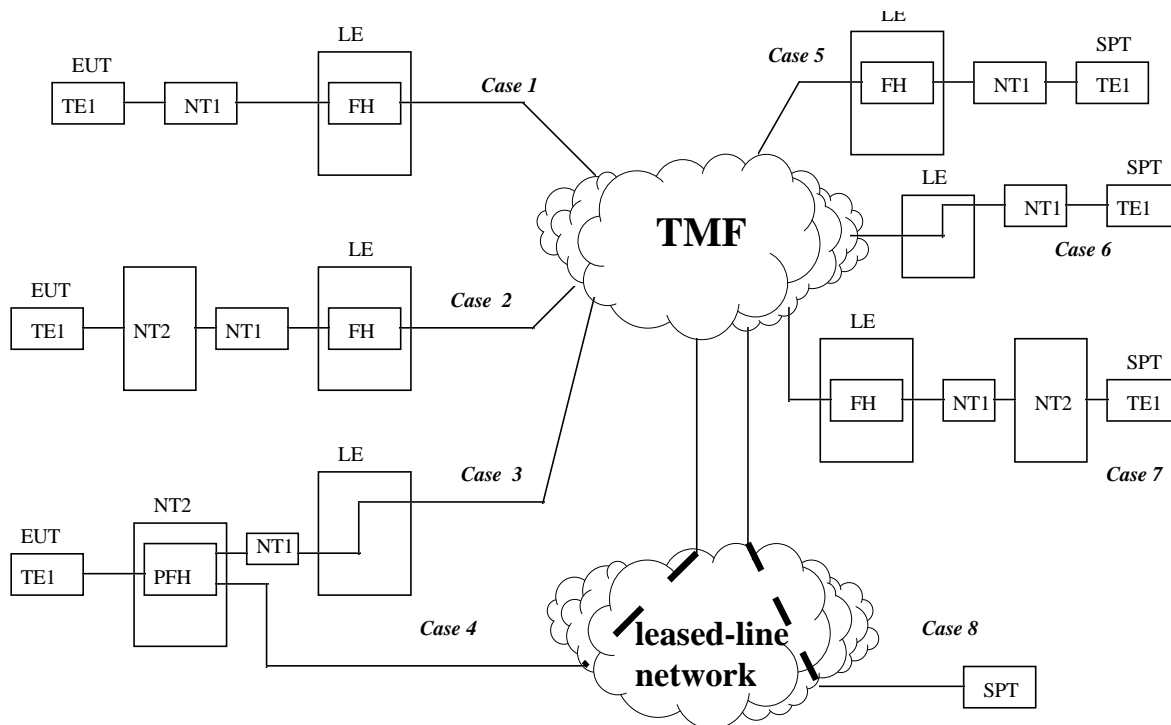 LE
EUT
TE1
NT1
FH
Case 1
LE
Case 5
FH
NT1
SPT
TE1
TMF
LE
NT1
SPT
TE1
Case 6
EUT
TE1
NT2
NT1
LE
FH
Case 2
LE
FH
NT1
NT2
SPT
TE1
Case 7
LE
Case 3
EUT
TE1
NT2
PFH
NT1
Case 4
leased-line
network
Case 8
SPT